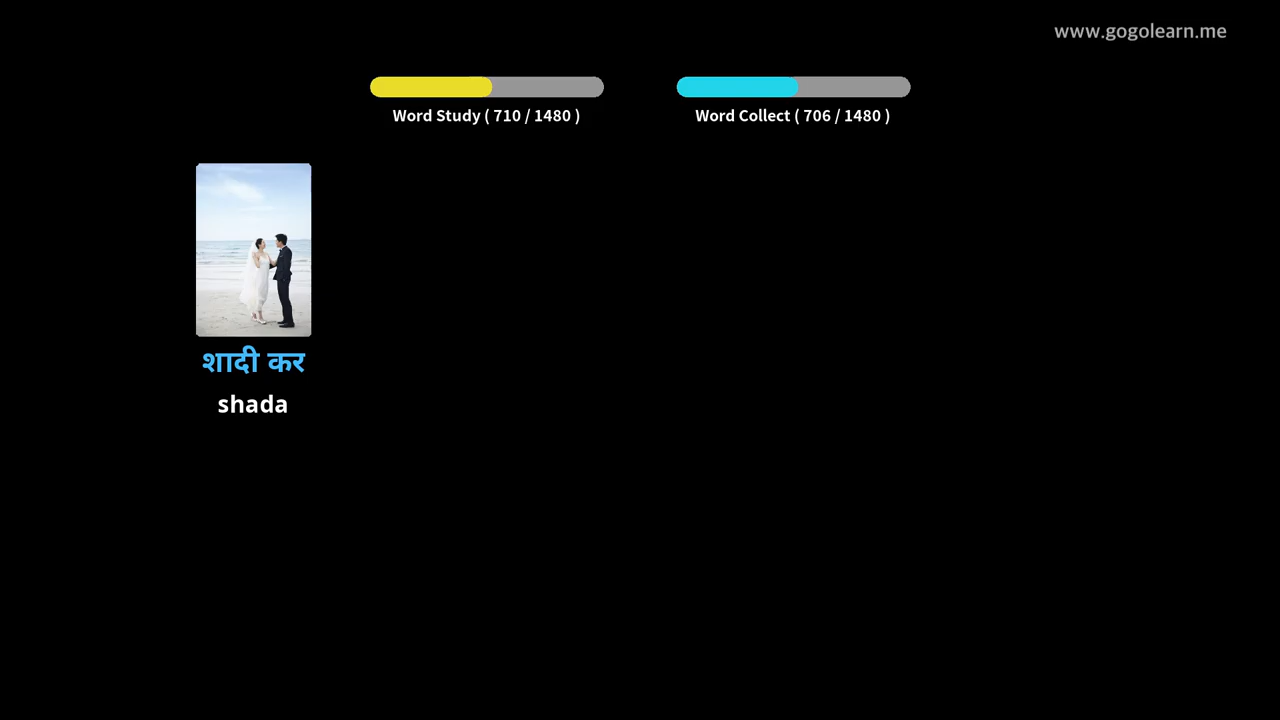 www.gogolearn.me
Word Study ( 710 / 1480 )
Word Collect ( 706 / 1480 )
शादी कर
shada